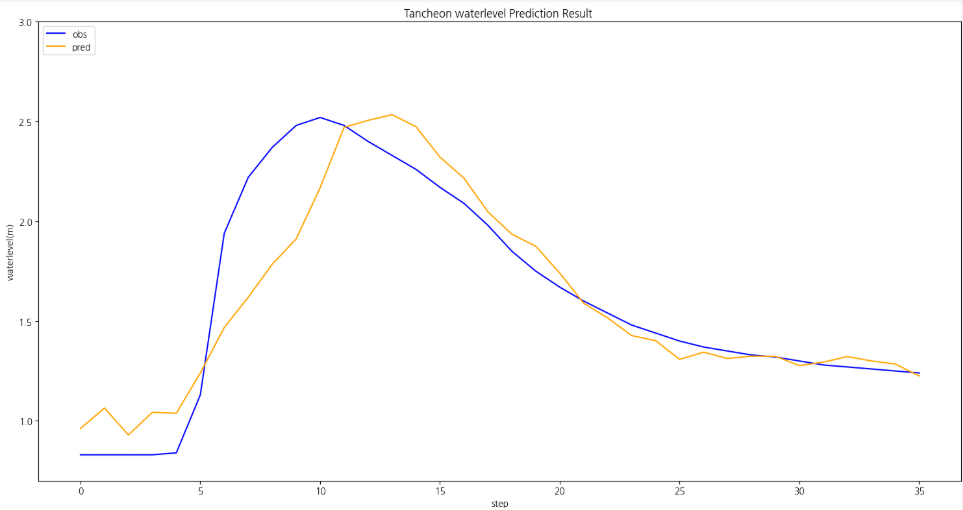 Tancheon waterlevel Prediction Result
obs
pred
3.0
2.5
2.0
1.5
1.0
waterlevel(m)
0 5 10 15 20 25 30 35
step